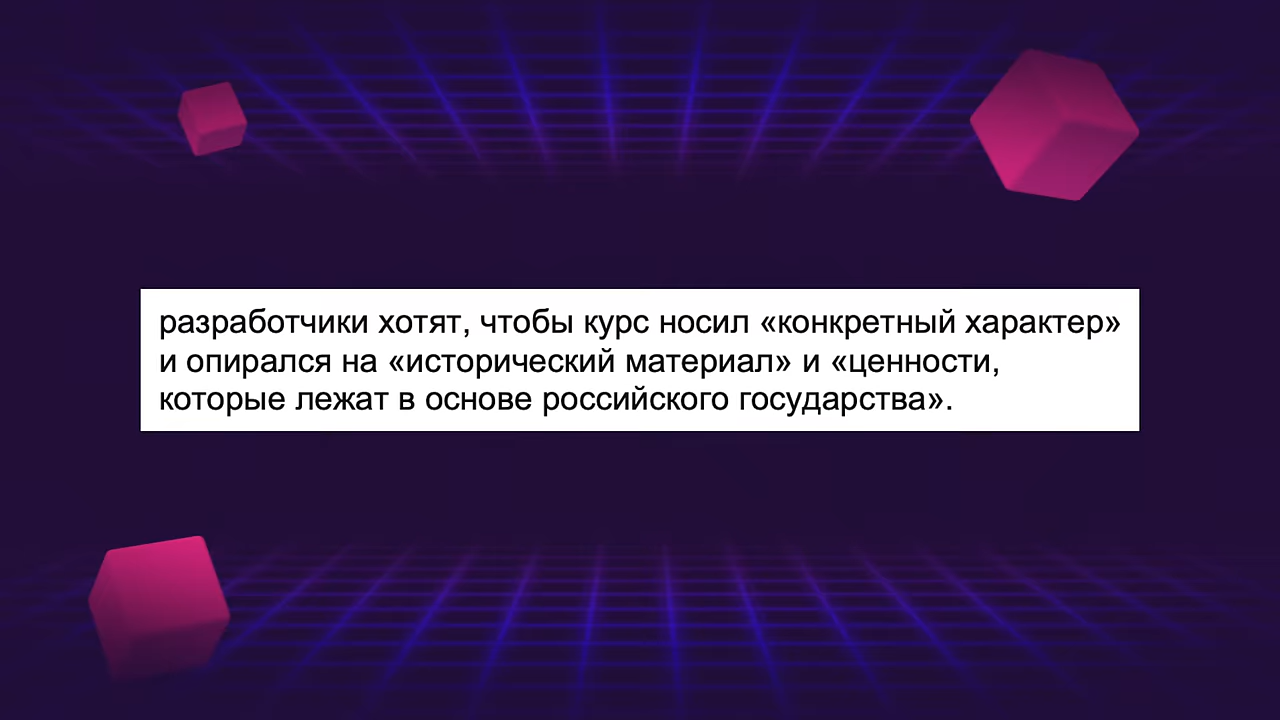 разработчики хотят, чтобы курс носил «конкретный характер»
и опирался на «исторический материал» и «ценности,
которые лежат в основе российского государства».